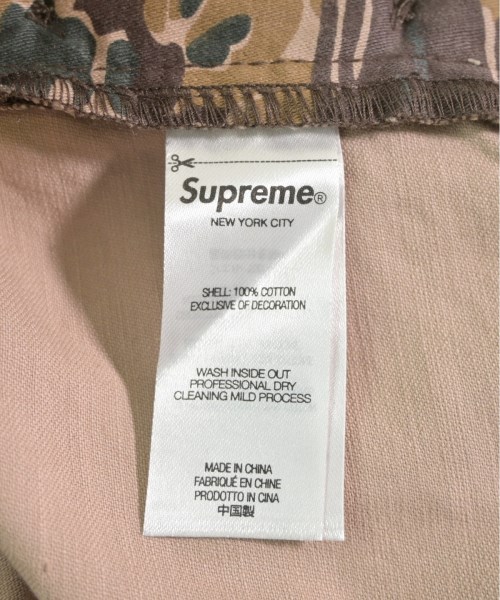 Supreme®
NEW YORK CITY
SHELL: 100% COTTON
EXCLUSIVE OF DECORATION
WASH INSIDE OUT
PROFESSIONAL DRY
CLEANING MILD PROCESS
MADE IN CHINA
FABRIQUÉ EN CHINE
PRODOTTO IN CINA
中国製